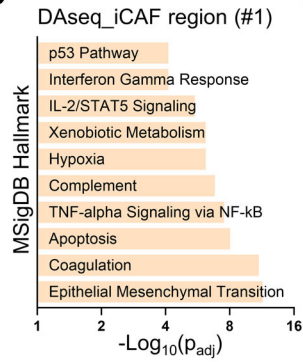 DAseq_iCAF region (#1)
MSigDB Hallmark
p53 Pathway
Interferon Gamma Response
IL-2/STAT5 Signaling
Xenobiotic Metabolism
Hypoxia
Complement
TNF-alpha Signaling via NF-kB
Apoptosis
Coagulation
Epithelial Mesenchymal Transition
1 2 4 8 16
-Log10(padj)